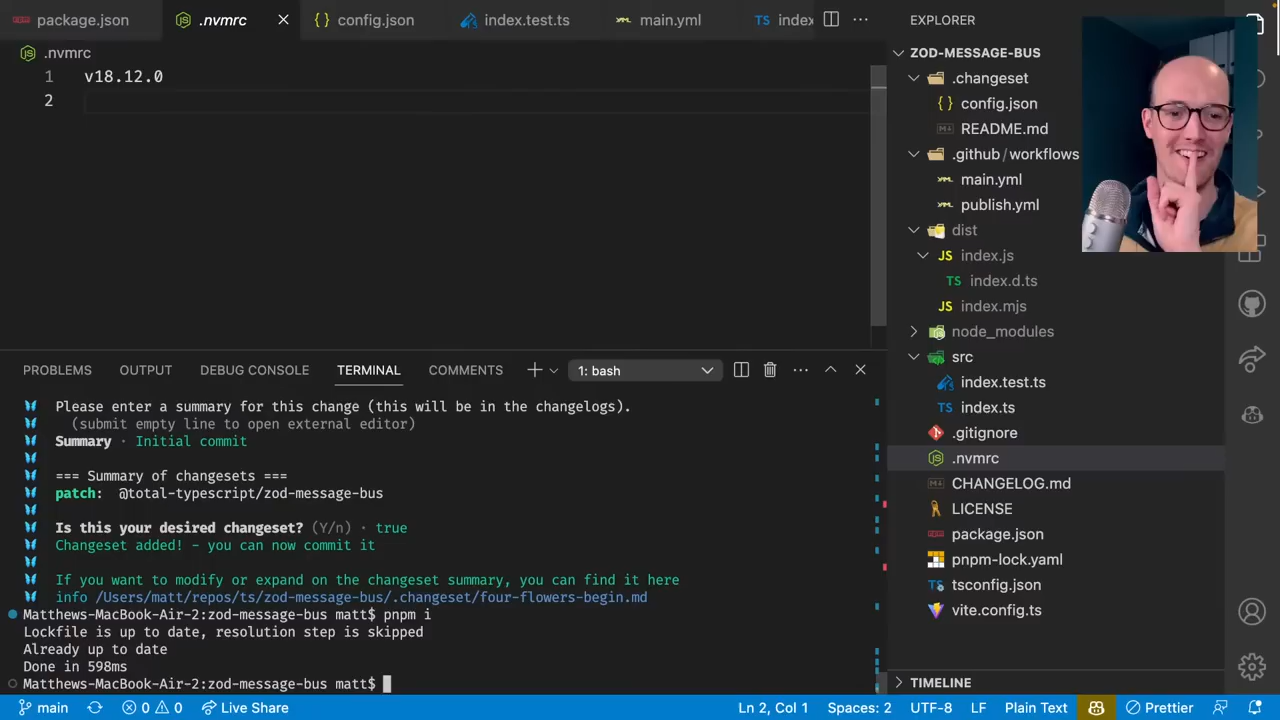 package.json
.nvmrc
config.json
index.test.ts
main.yml
TS index
.nvmrc
1 v18.12.0
2
PROBLEMS OUTPUT DEBUG CONSOLE TERMINAL COMMENTS
1: bash
Please enter a summary for this change (this will be in the changelogs).
(submit empty line to open external editor)
Summary · Initial commit
=== Summary of changesets ===
patch: @total-typescript/zod-message-bus
Is this your desired changeset? (Y/n) · true
Changeset added! - you can now commit it
If you want to modify or expand on the changeset summary, you can find it here
info /Users/matt/repos/ts/zod-message-bus/.changeset/four-flowers-begin.md
Matthews-MacBook-Air-2:zod-message-bus matt$ pnpm i
Lockfile is up to date, resolution step is skipped
Already up to date
Done in 598ms
Matthews-MacBook-Air-2:zod-message-bus matt$
EXPLORER
ZOD-MESSAGE-BUS
.changeset
{} config.json
README.md
.github/workflows
main.yml
publish.yml
dist
JS index.js
TS index.d.ts
JS index.mjs
node_modules
src
index.test.ts
TS index.ts
.gitignore
.nvmrc
CHANGELOG.md
LICENSE
package.json
pnpm-lock.yaml
tsconfig.json
vite.config.ts
TIMELINE
main
0 0
Live Share
Ln 2, Col 1
Spaces: 2
UTF-8
LF
Plain Text
Prettier